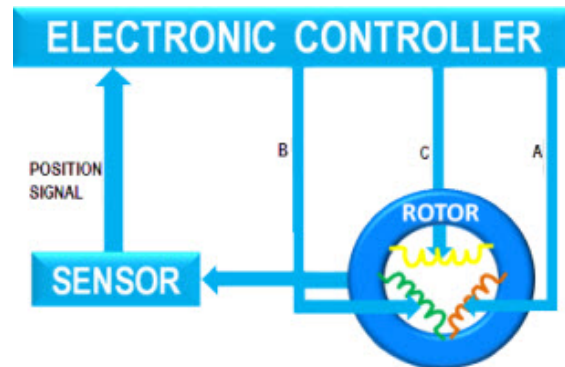 ELECTRONIC CONTROLLER
B
C
A
POSITION
SIGNAL
ROTOR
SENSOR